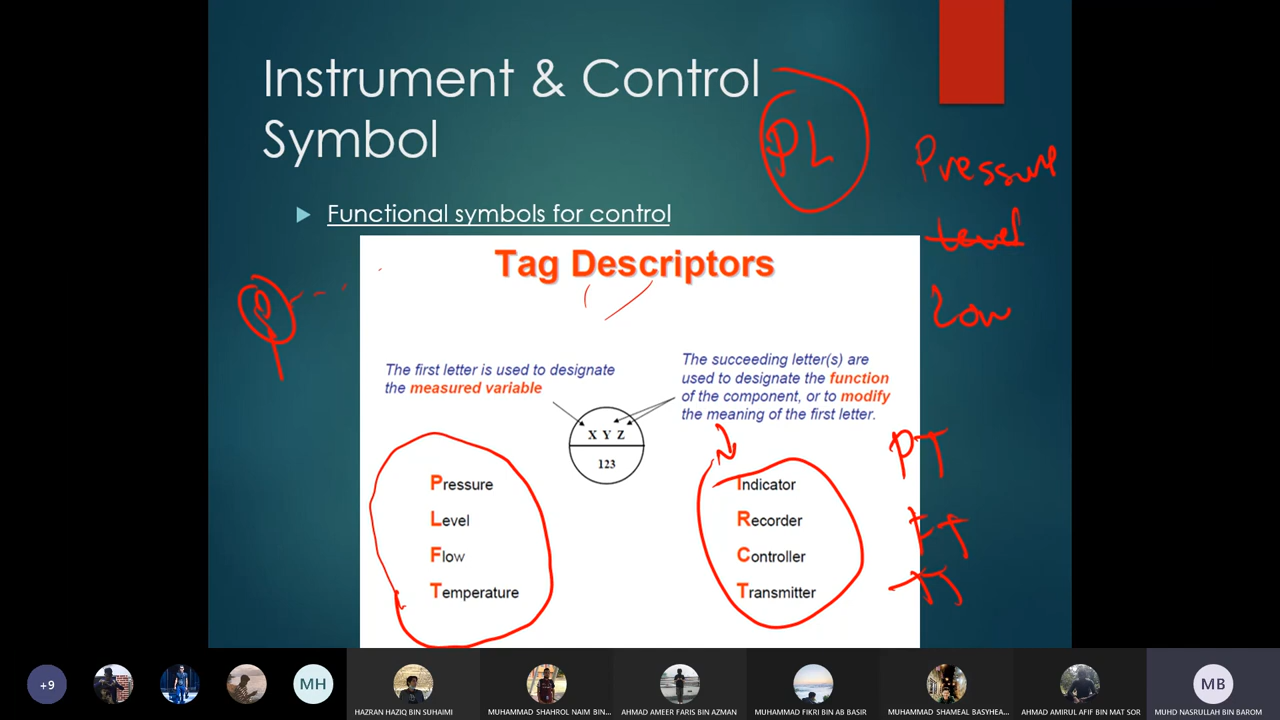 Instrument & Control
Symbol
PL
Pressure
Functional symbols for control
Level
Tag Descriptors
P
Low
The first letter is used to designate
the measured variable
The succeeding letter(s) are
used to designate the function
of the component, or to modify
the meaning of the first letter.
X Y Z
123
PT
Pressure
Level
Flow
Temperature
Indicator
Recorder
Controller
Transmitter
FT
TT
+9
MH
HAZRAN HAZIQ BIN SUHAIMI
MUHAMMAD SHAHROL NAIM BIN...
AHMAD AMEER FARIS BIN AZMAN
MUHAMMAD FIKRI BIN AB BASIR
MUHAMMAD SHAMEAL BASYHEA...
AHMAD AMIRUL AFIF BIN MAT SOR
MB
MUHD NASRULLAH BIN BAROM